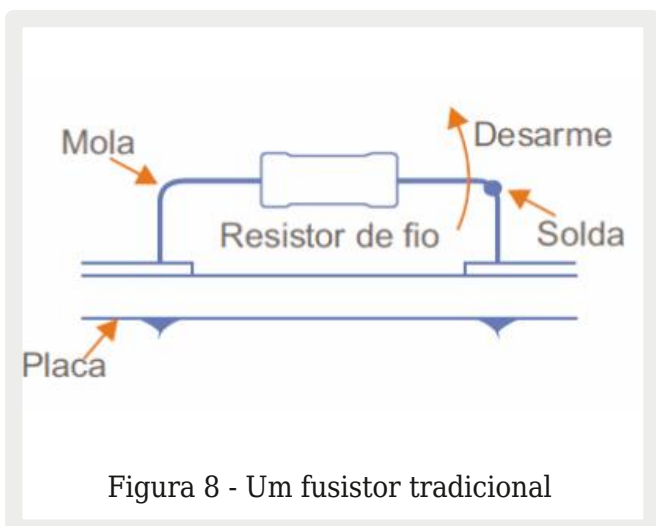 Mola
Desarme
Resistor de fio
Solda
Placa
Figura 8 - Um fusistor tradicional